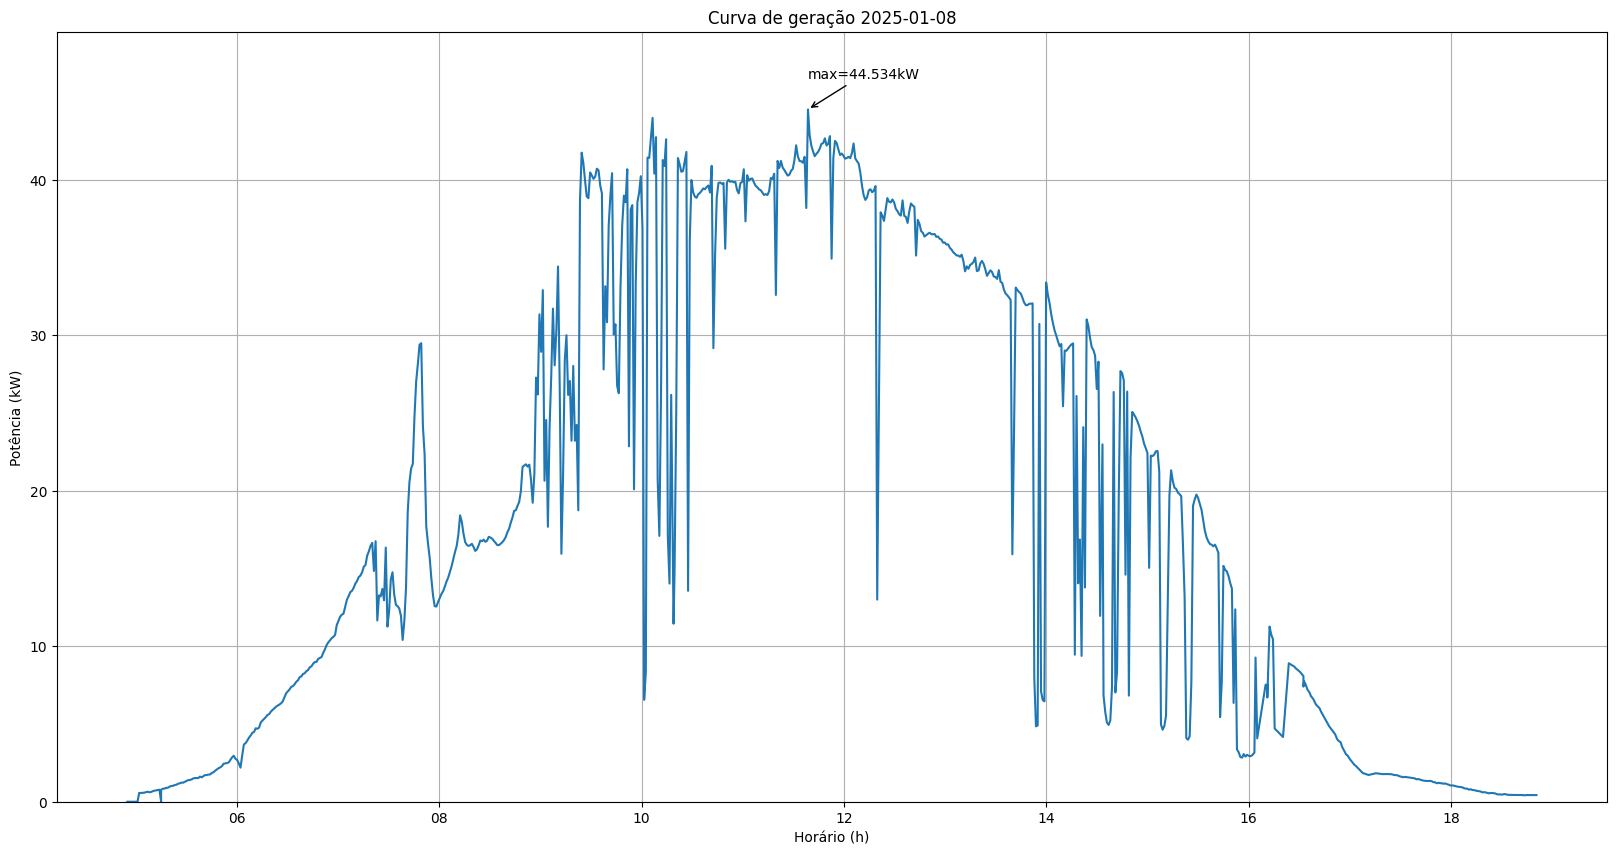 Curva de geração 2025-01-08
max=44.534kW
Potência (kW)
40
30
20
10
0
06 08 10 12 14 16 18
Horário (h)